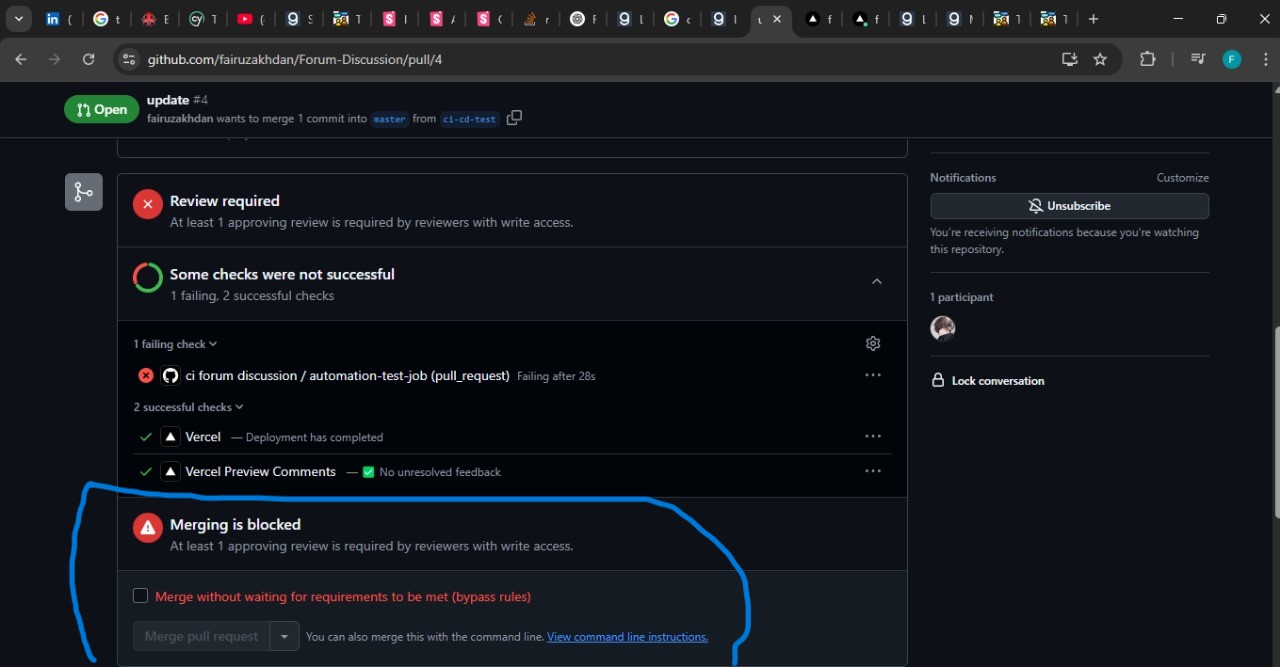 github.com/fairuzakhdan/Forum-Discussion/pull/4
F
Open
update #4
fairuzakhdan wants to merge 1 commit into master from ci-cd-test
Review required
At least 1 approving review is required by reviewers with write access.
Some checks were not successful
1 failing, 2 successful checks
1 failing check
ci forum discussion / automation-test-job (pull_request) Failing after 28s
2 successful checks
Vercel — Deployment has completed
Vercel Preview Comments — ✅ No unresolved feedback
Merging is blocked
At least 1 approving review is required by reviewers with write access.
Merge without waiting for requirements to be met (bypass rules)
Merge pull request
You can also merge this with the command line. View command line instructions.
Notifications
Customize
Unsubscribe
You're receiving notifications because you're watching
this repository.
1 participant
Lock conversation